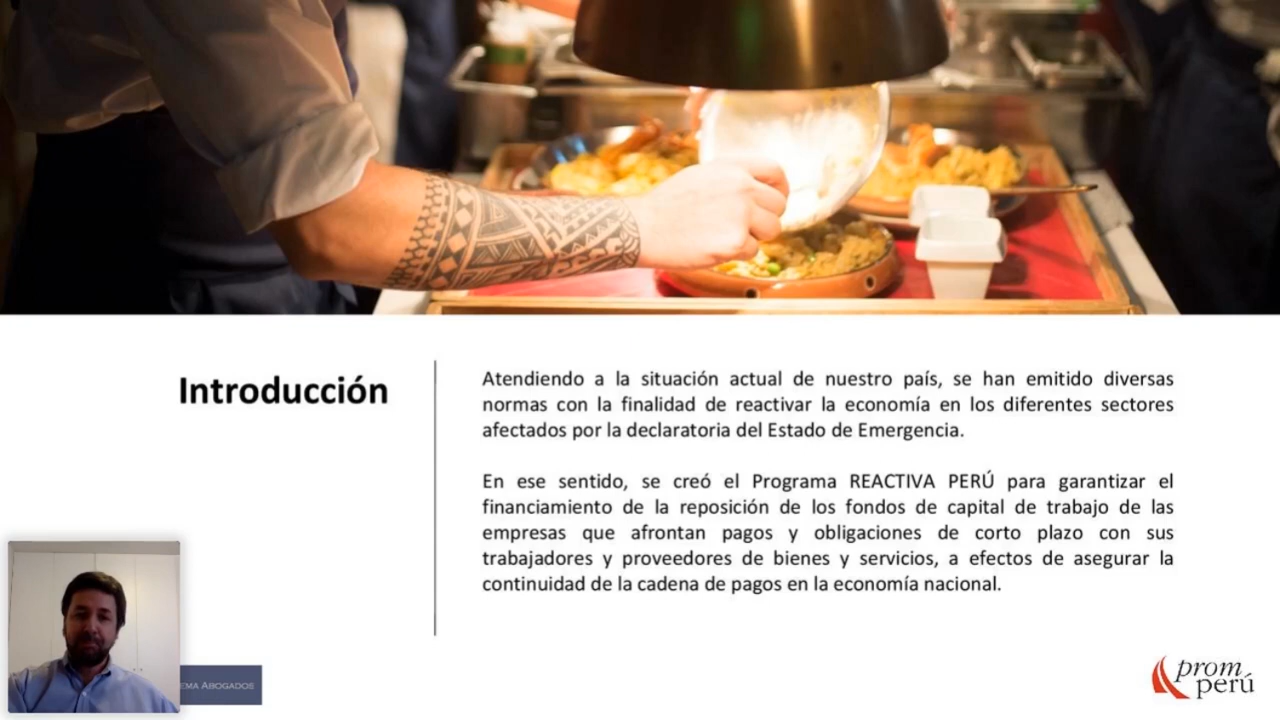 Introducción
Atendiendo a la situación actual de nuestro país, se han emitido diversas
normas con la finalidad de reactivar la economía en los diferentes sectores
afectados por la declaratoria del Estado de Emergencia.
En ese sentido, se creó el Programa REACTIVA PERÚ para garantizar el
financiamiento de la reposición de los fondos de capital de trabajo de las
empresas que afrontan pagos y obligaciones de corto plazo con sus
trabajadores y proveedores de bienes y servicios, a efectos de asegurar la
continuidad de la cadena de pagos en la economía nacional.
ABOGADOS
prom
perú